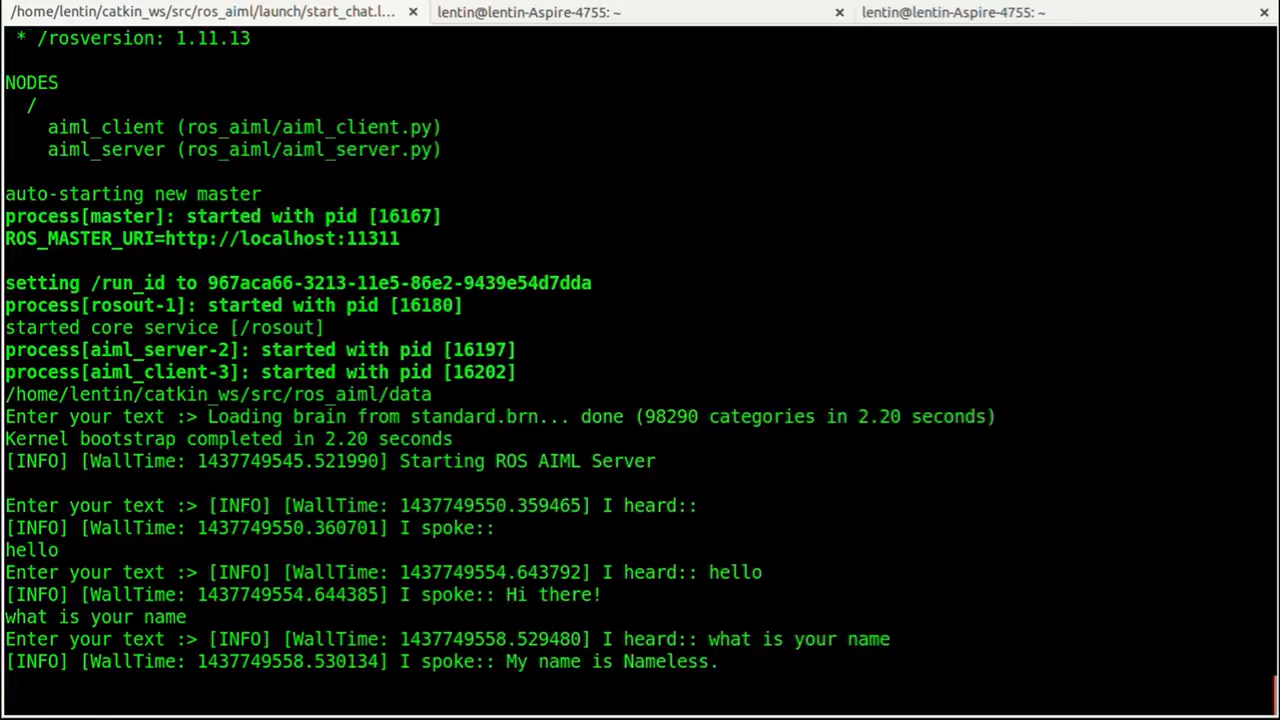 /home/lentin/catkin_ws/src/ros_aiml/launch/start_chat.l... × lentin@lentin-Aspire-4755: ~ × lentin@lentin-Aspire-4755: ~ ×
* /rosversion: 1.11.13
NODES
/
aiml_client (ros_aiml/aiml_client.py)
aiml_server (ros_aiml/aiml_server.py)
auto-starting new master
process[master]: started with pid [16167]
ROS_MASTER_URI=http://localhost:11311
setting /run_id to 967aca66-3213-11e5-86e2-9439e54d7dda
process[rosout-1]: started with pid [16180]
started core service [/rosout]
process[aiml_server-2]: started with pid [16197]
process[aiml_client-3]: started with pid [16202]
/home/lentin/catkin_ws/src/ros_aiml/data
Enter your text :> Loading brain from standard.brn... done (98290 categories in 2.20 seconds)
Kernel bootstrap completed in 2.20 seconds
[INFO] [WallTime: 1437749545.521990] Starting ROS AIML Server
Enter your text :> [INFO] [WallTime: 1437749550.359465] I heard::
[INFO] [WallTime: 1437749550.360701] I spoke::
hello
Enter your text :> [INFO] [WallTime: 1437749554.643792] I heard:: hello
[INFO] [WallTime: 1437749554.644385] I spoke:: Hi there!
what is your name
Enter your text :> [INFO] [WallTime: 1437749558.529480] I heard:: what is your name
[INFO] [WallTime: 1437749558.530134] I spoke:: My name is Nameless.